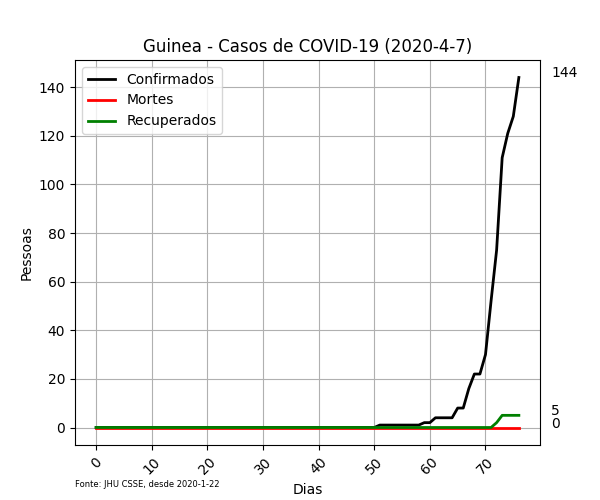 Guinea - Casos de COVID-19 (2020-4-7)
Confirmados
Mortes
Recuperados
144
140
120
100
80
60
40
20
0
Pessoas
5
0
0
10
20
30
40
50
60
70
Dias
Fonte: JHU CSSE, desde 2020-1-22